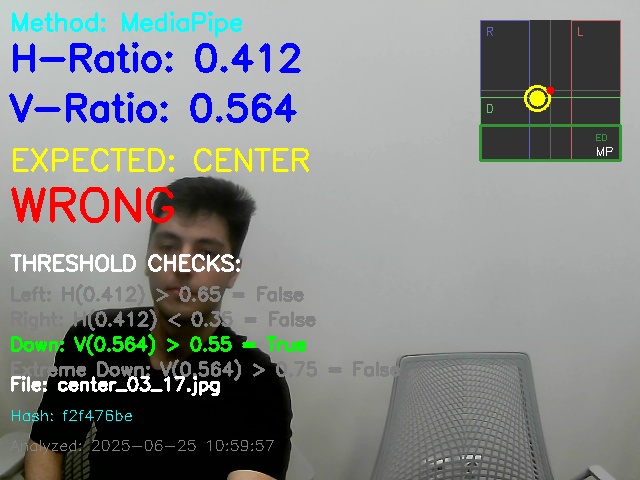 Method: MediaPipe
H-Ratio: 0.412
V-Ratio: 0.564
EXPECTED: CENTER
WRONG
THRESHOLD CHECKS:
Left: H(0.412) > 0.65 = False
Right: H(0.412) < 0.35 = False
Down: V(0.564) > 0.55 = True
Extreme Down: V(0.564) > 0.75 = False
File: center_03_17.jpg
Hash: f2f476be
Analyzed: 2025-06-25 10:59:57
R
L
D
ED
MP